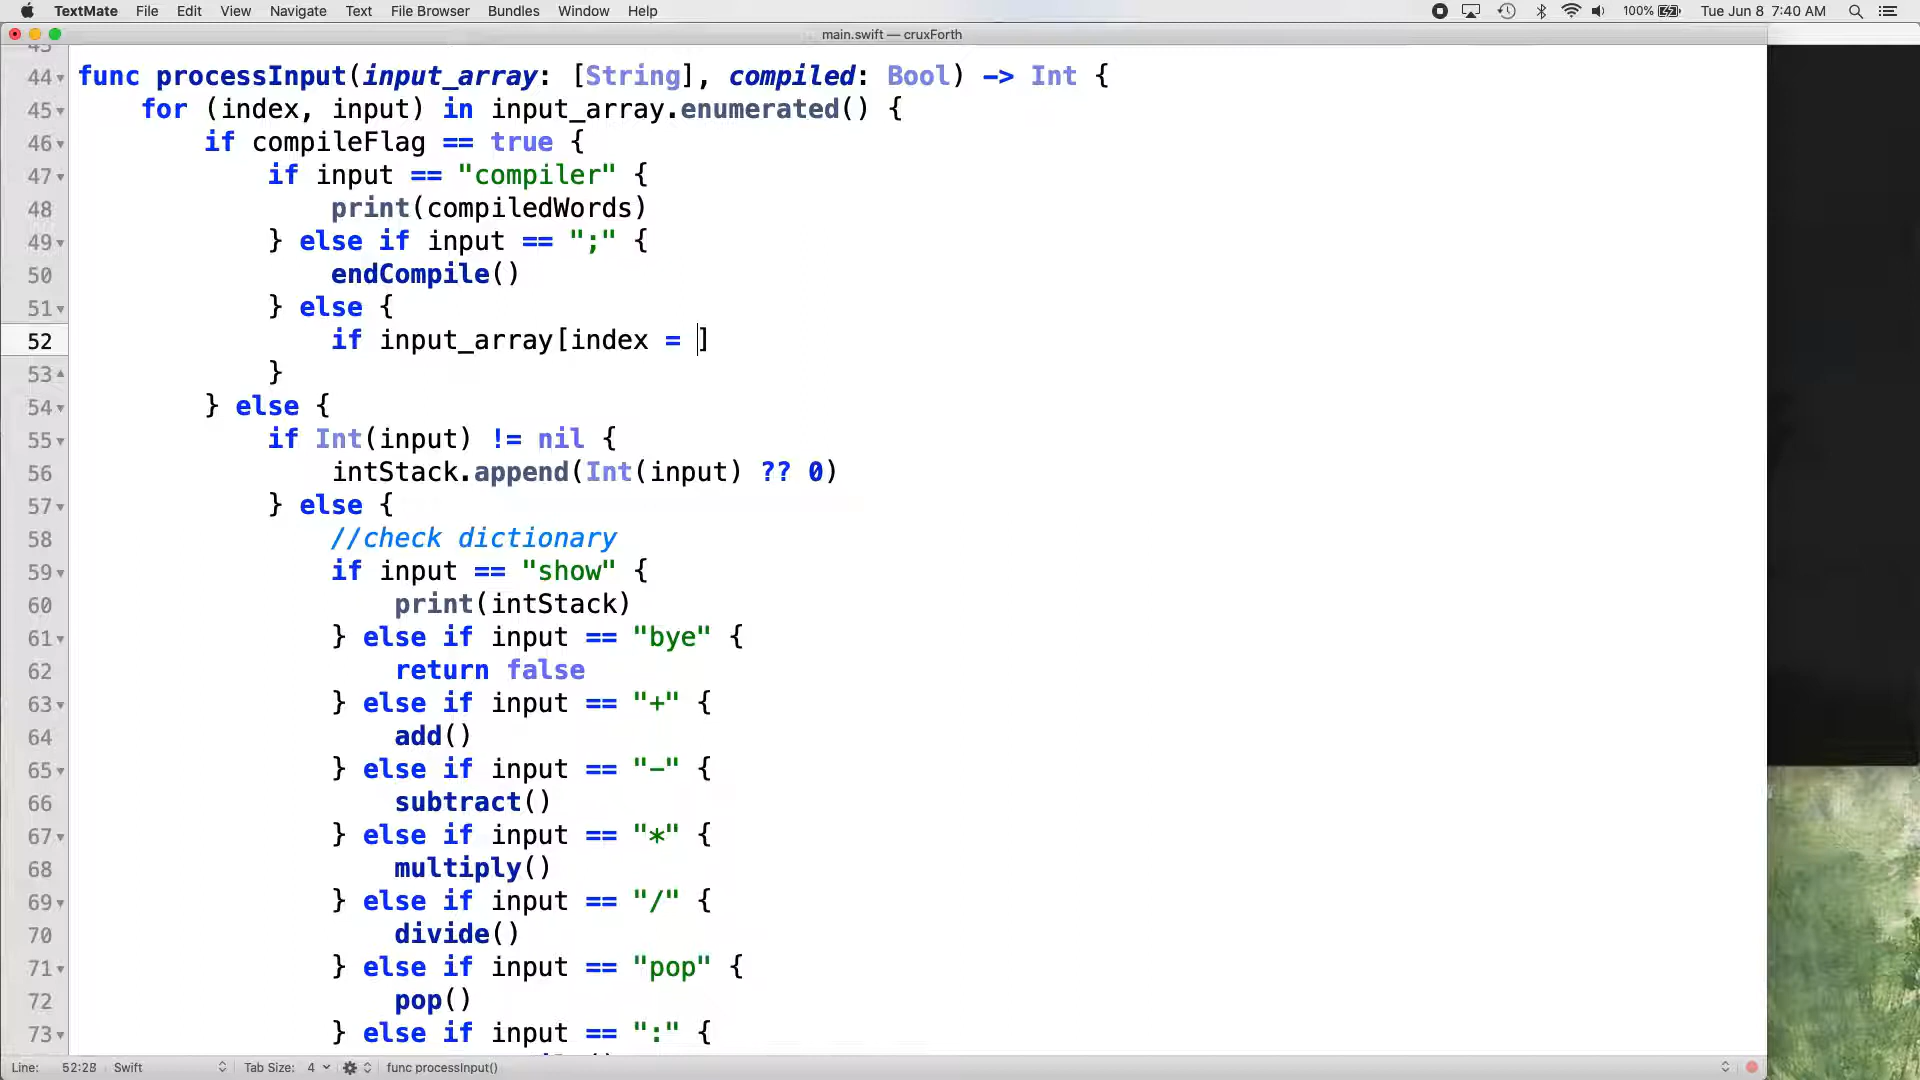 TextMate File Edit View Navigate Text File Browser Bundles Window Help 100% Tue Jun 8 7:40 AM
main.swift — cruxForth
43
44 func processInput(input_array: [String], compiled: Bool) -> Int {
45 for (index, input) in input_array.enumerated() {
46 if compileFlag == true {
47 if input == "compiler" {
48 print(compiledWords)
49 } else if input == ";" {
50 endCompile()
51 } else {
52 if input_array[index = ]
53 }
54 } else {
55 if Int(input) != nil {
56 intStack.append(Int(input) ?? 0)
57 } else {
58 //check dictionary
59 if input == "show" {
60 print(intStack)
61 } else if input == "bye" {
62 return false
63 } else if input == "+" {
64 add()
65 } else if input == "-" {
66 subtract()
67 } else if input == "*" {
68 multiply()
69 } else if input == "/" {
70 divide()
71 } else if input == "pop" {
72 pop()
73 } else if input == ":" {
Line: 52:28 Swift Tab Size: 4 func processInput()